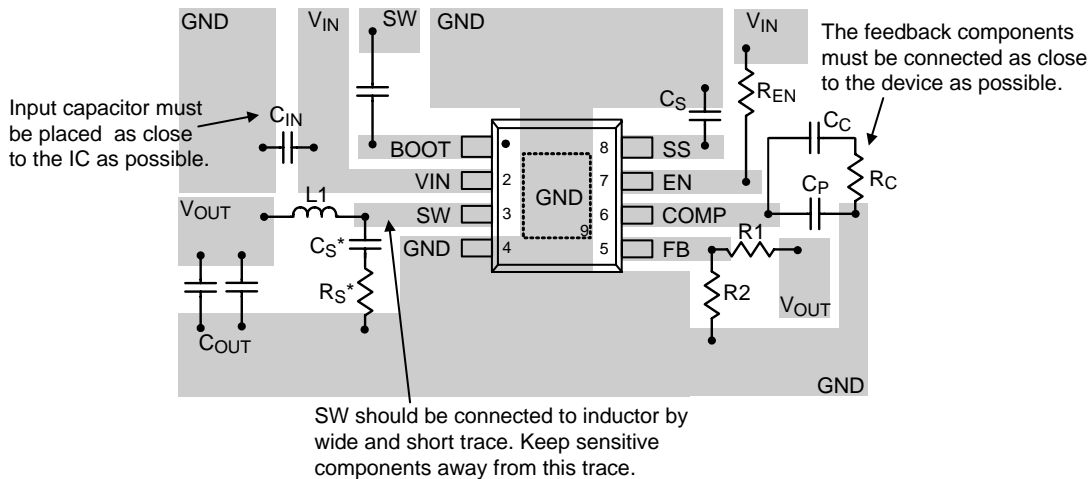 GND
VIN
SW
GND
VIN
The feedback components
must be connected as close
to the device as possible.
Input capacitor must
be placed as close
to the IC as possible.
CIN
CS
REN
CC
BOOT
8
SS
VIN
2
GND
7
EN
CP
RC
VOUT
L1
SW
3
6
COMP
9
CS*
GND
4
5
FB
R1
RS*
R2
VOUT
COUT
GND
SW should be connected to inductor by
wide and short trace. Keep sensitive
components away from this trace.